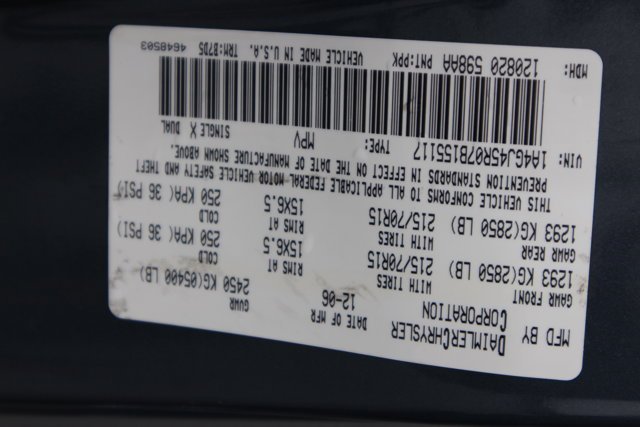 MFD BY DAIMLERCHRYSLER CORPORATION DATE OF MFR 12-06 GVWR 2450 KG(05400 LB)
GAWR FRONT 1293 KG(2850 LB) WITH TIRES 215/70R15 RIMS AT 15X6.5 COLD 250 KPA( 36 PSI)
GAWR REAR 1293 KG(2850 LB) WITH TIRES 215/70R15 RIMS AT 15X6.5 COLD 250 KPA( 36 PSI)
THIS VEHICLE CONFORMS TO ALL APPLICABLE FEDERAL MOTOR VEHICLE SAFETY AND THEFT
PREVENTION STANDARDS IN EFFECT ON THE DATE OF MANUFACTURE SHOWN ABOVE.
VIN: 1A4GJ45R07B155117 TYPE: MPV SINGLE X DUAL
MDH: 120820 598AA PNT:PPK VEHICLE MADE IN U.S.A. TRM:B7D5 4648503